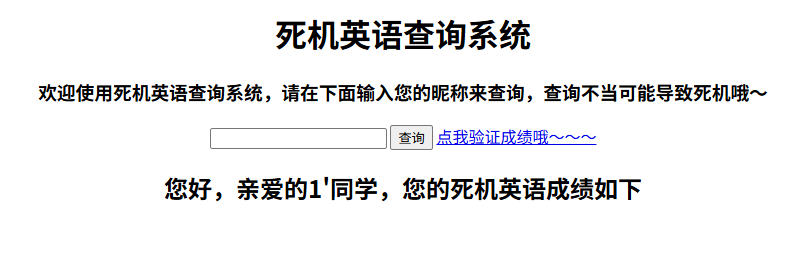 死机英语查询系统
欢迎使用死机英语查询系统，请在下面输入您的昵称来查询，查询不当可能导致死机哦～
查询 点我验证成绩哦～～～
您好，亲爱的1'同学，您的死机英语成绩如下